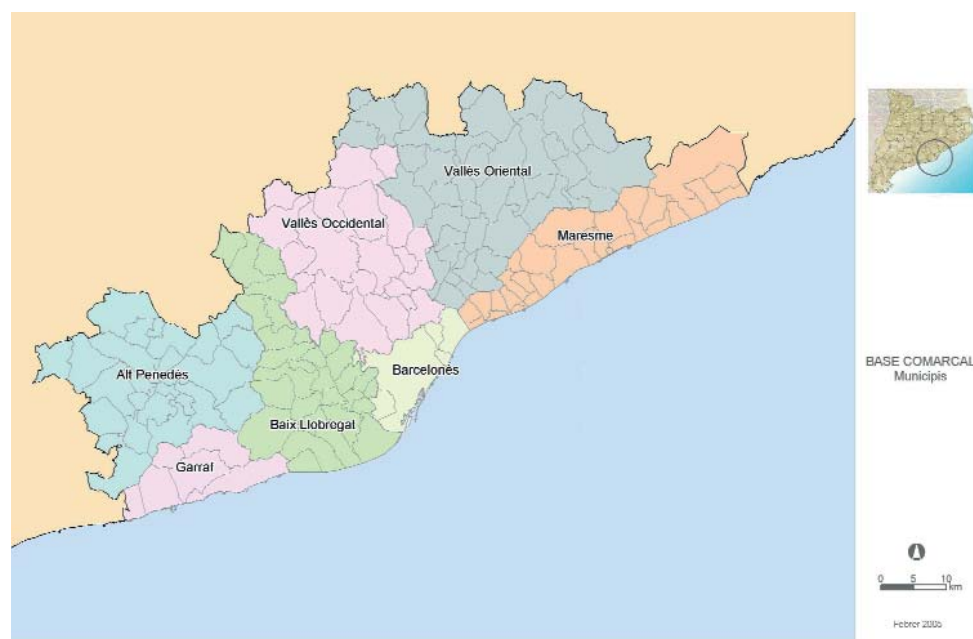 Vallès Oriental
Vallès Occidental
Maresme
Alt Penedès
Barcelonès
Baix Llobregat
Garraf
BASE COMARCAL
Municipis
0 5 10
km
Febrer 2005